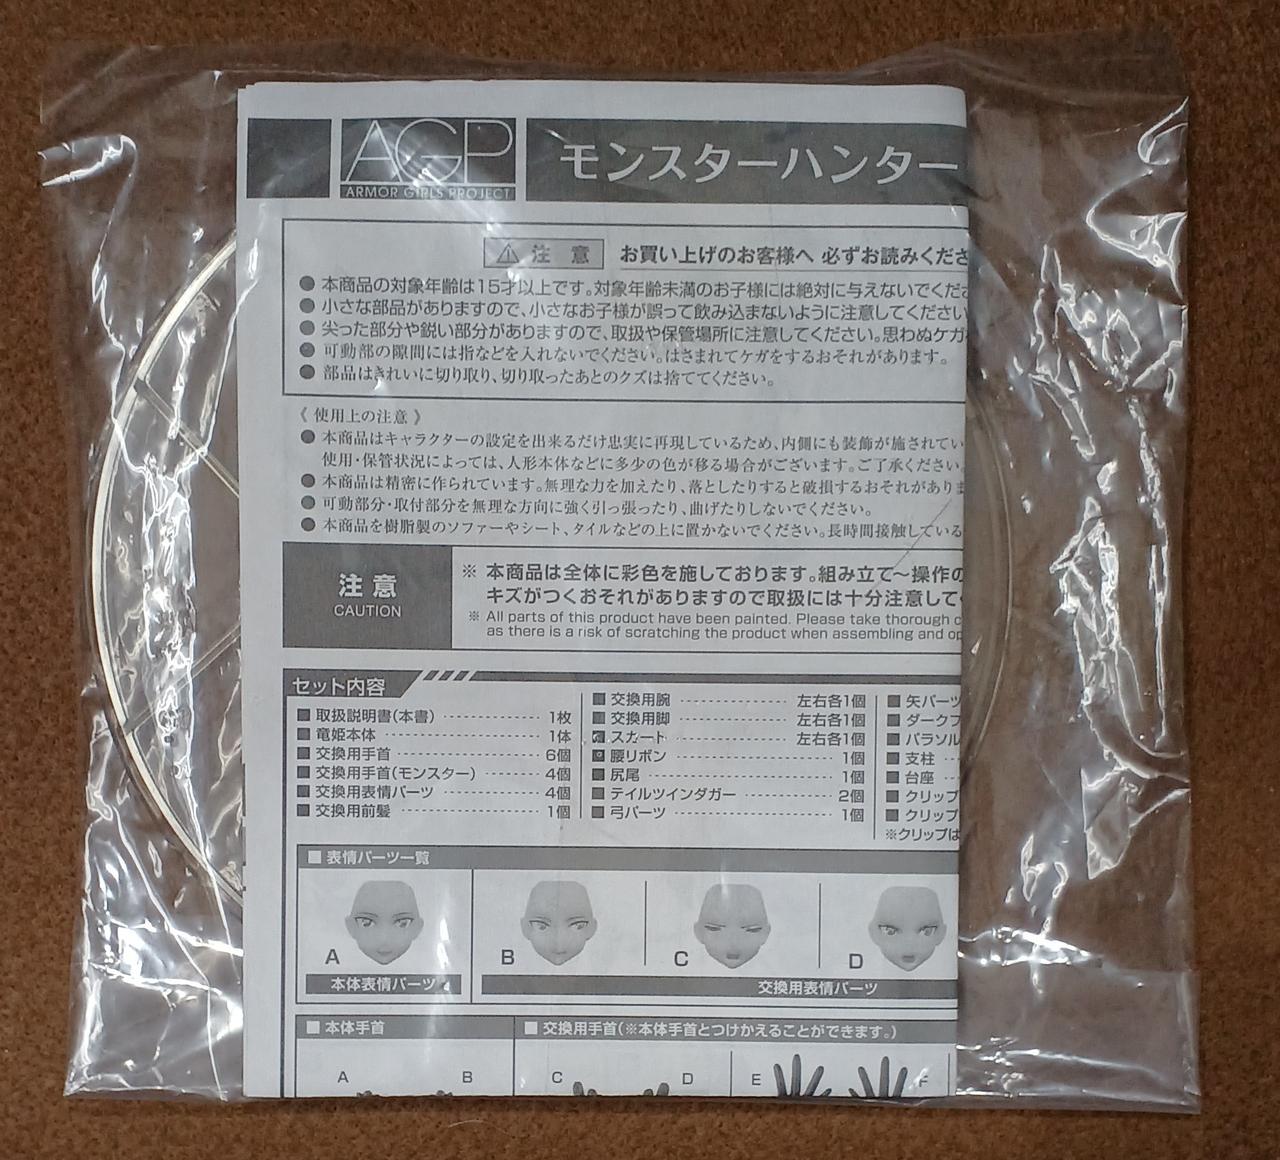 AGP
ARMOR GIRLS PROJECT
モンスターハンター
注 意
お買い上げのお客様へ 必ずお読みくださ
● 本商品の対象年齢は15才以上です。対象年齢未満のお子様には絶対に与えないでくださ
● 小さな部品がありますので、小さなお子様が誤って飲み込まないように注意してください
● 尖った部分や鋭い部分がありますので、取扱や保管場所に注意してください。思わぬケガ
● 可動部の隙間には指などを入れないでください。はさまれてケガをするおそれがあります。
● 部品はきれいに切り取り、切り取ったあとのクズは捨ててください。
《 使用上の注意 》
● 本商品はキャラクターの設定を出来るだけ忠実に再現しているため、内側にも装飾が施されてい
使用・保管状況によっては、人形本体などに多少の色が移る場合がございます。ご了承ください。
● 本商品は精密に作られています。無理な力を加えたり、落としたりすると破損するおそれがありま
● 可動部分・取付部分を無理な方向に強く引っ張ったり、曲げたりしないでください。
● 本商品を樹脂製のソファーやシート、タイルなどの上に置かないでください。長時間接触している
注意
CAUTION
※ 本商品は全体に彩色を施しております。組み立て〜操作の
キズがつくおそれがありますので取扱には十分注意して
※ All parts of this product have been painted. Please take thorough c
as there is a risk of scratching the product when assembling and op
セット内容
■ 取扱説明書(本書) 1枚
■ 竜姫本体 1体
■ 交換用手首 6個
■ 交換用手首(モンスター) 4個
■ 交換用表情パーツ 4個
■ 交換用前髪 1個
■ 交換用腕 左右各1個
■ 交換用脚 左右各1個
■ スカート 左右各1個
■ 腰リボン 1個
■ 尻尾 1個
■ テイルツインダガー 2個
■ 弓パーツ 1個
■ 矢パーツ
■ ダークフ
■ パラソル
■ 支柱
■ 台座
■ クリップ
■ クリップ
※クリップは
■ 表情パーツ一覧
A
B
C
D
本体表情パーツ
交換用表情パーツ
■ 本体手首
■ 交換用手首(※本体手首とつけかえることができます。)
A
B
C
D
E
F